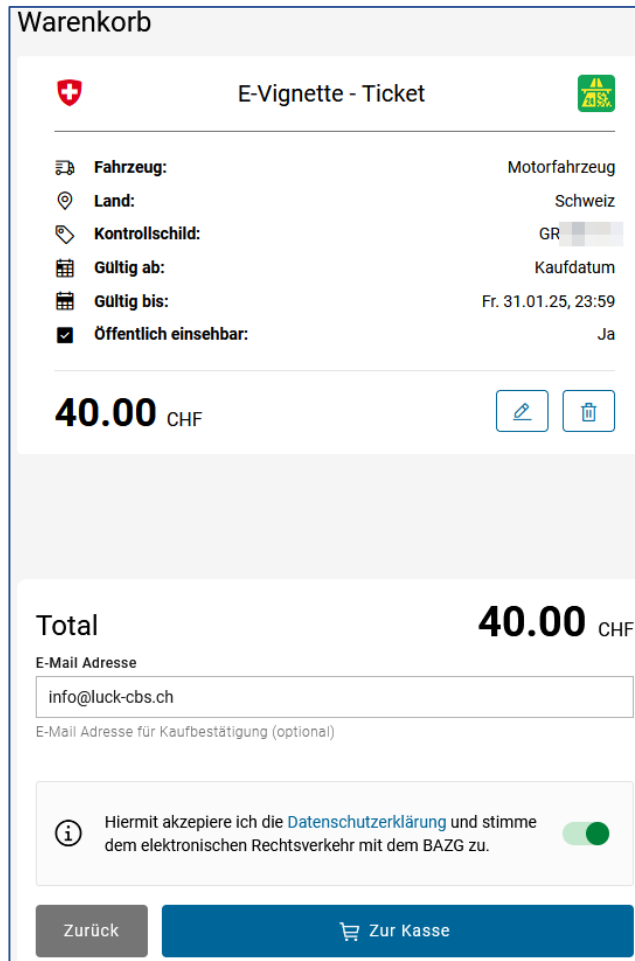 Warenkorb
E-Vignette - Ticket
Fahrzeug: Motorfahrzeug
Land: Schweiz
Kontrollschild: GR
Gültig ab: Kaufdatum
Gültig bis: Fr. 31.01.25, 23:59
Öffentlich einsehbar: Ja
40.00 CHF
Total 40.00 CHF
E-Mail Adresse
info@luck-cbs.ch
E-Mail Adresse für Kaufbestätigung (optional)
Hiermit akzepiere ich die Datenschutzerklärung und stimme
dem elektronischen Rechtsverkehr mit dem BAZG zu.
Zurück Zur Kasse